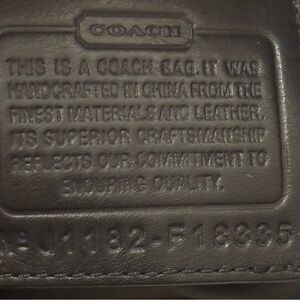 COACH
THIS IS A COACH BAG. IT WAS
HANDCRAFTED IN CHINA FROM THE
FINEST MATERIALS AND LEATHER.
ITS SUPERIOR CRAFTSMANSHIP
REFLECTS OUR COMMITMENT TO
ENDURING QUALITY.
J1182-F18335